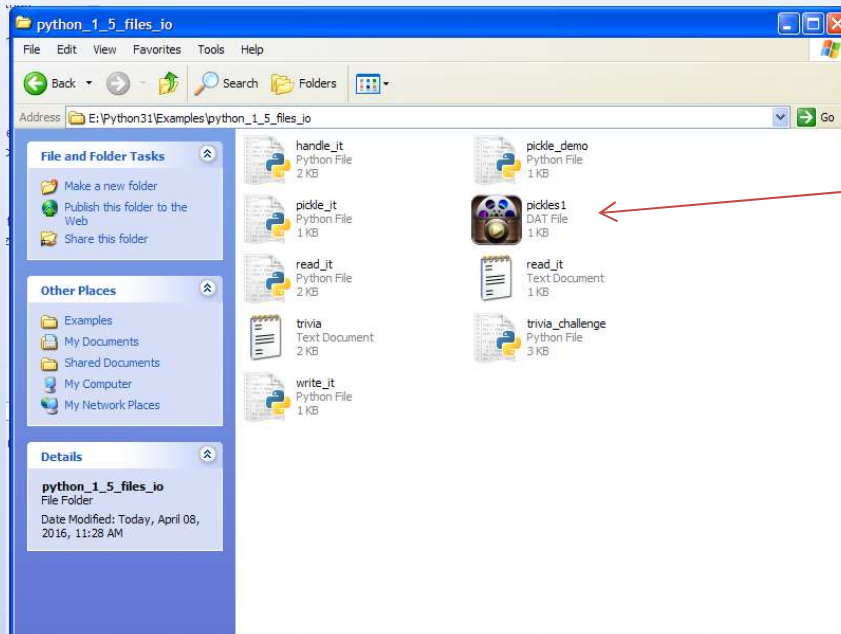 python_1_5_files_io
File Edit View Favorites Tools Help
Back Search Folders
Address E:\Python31\Examples\python_1_5_files_io Go
File and Folder Tasks
Make a new folder
Publish this folder to the
Web
Share this folder
Other Places
Examples
My Documents
Shared Documents
My Computer
My Network Places
Details
python_1_5_files_io
File Folder
Date Modified: Today, April 08,
2016, 11:28 AM
handle_it
Python File
2 KB
pickle_demo
Python File
1 KB
pickle_it
Python File
1 KB
pickles1
DAT File
1 KB
read_it
Python File
2 KB
read_it
Text Document
1 KB
trivia
Text Document
2 KB
trivia_challenge
Python File
3 KB
write_it
Python File
1 KB